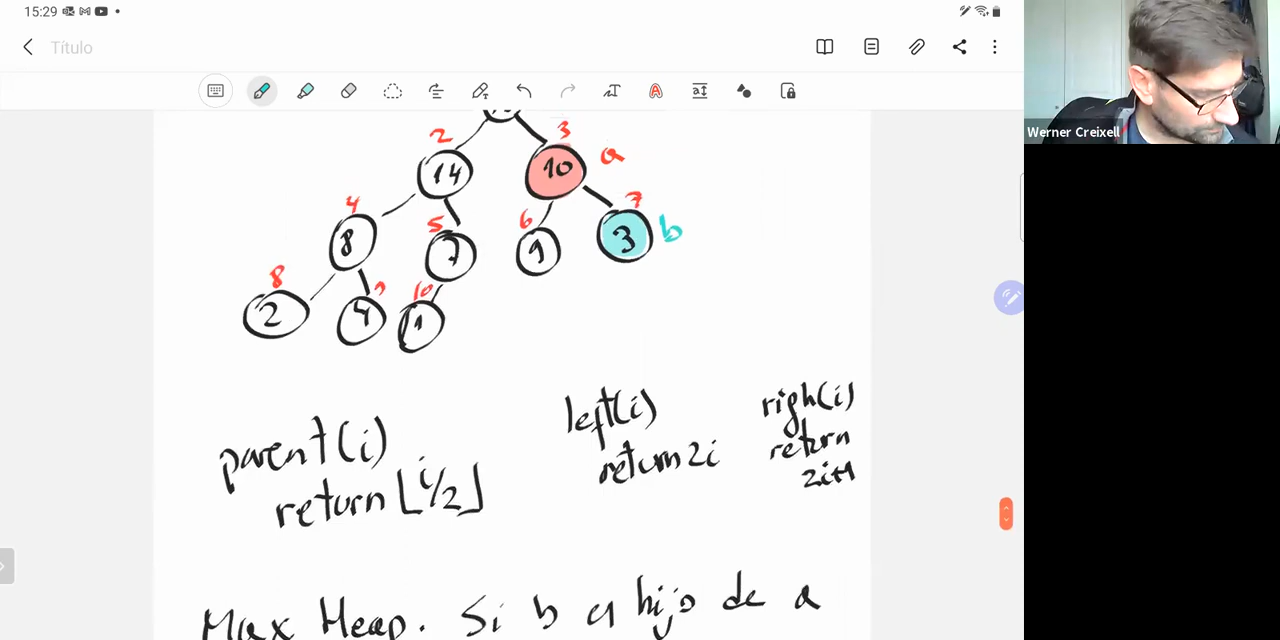 15:29
Título
Werner Creixell
2
3
14
10
a
4
5
6
7
8
7
9
3
b
8
9
10
2
4
1
parent(i)
return ⌊i/2⌋
left(i)
return 2i
righ(i)
return
2i+1
Max Heap. Si b es hijo de a